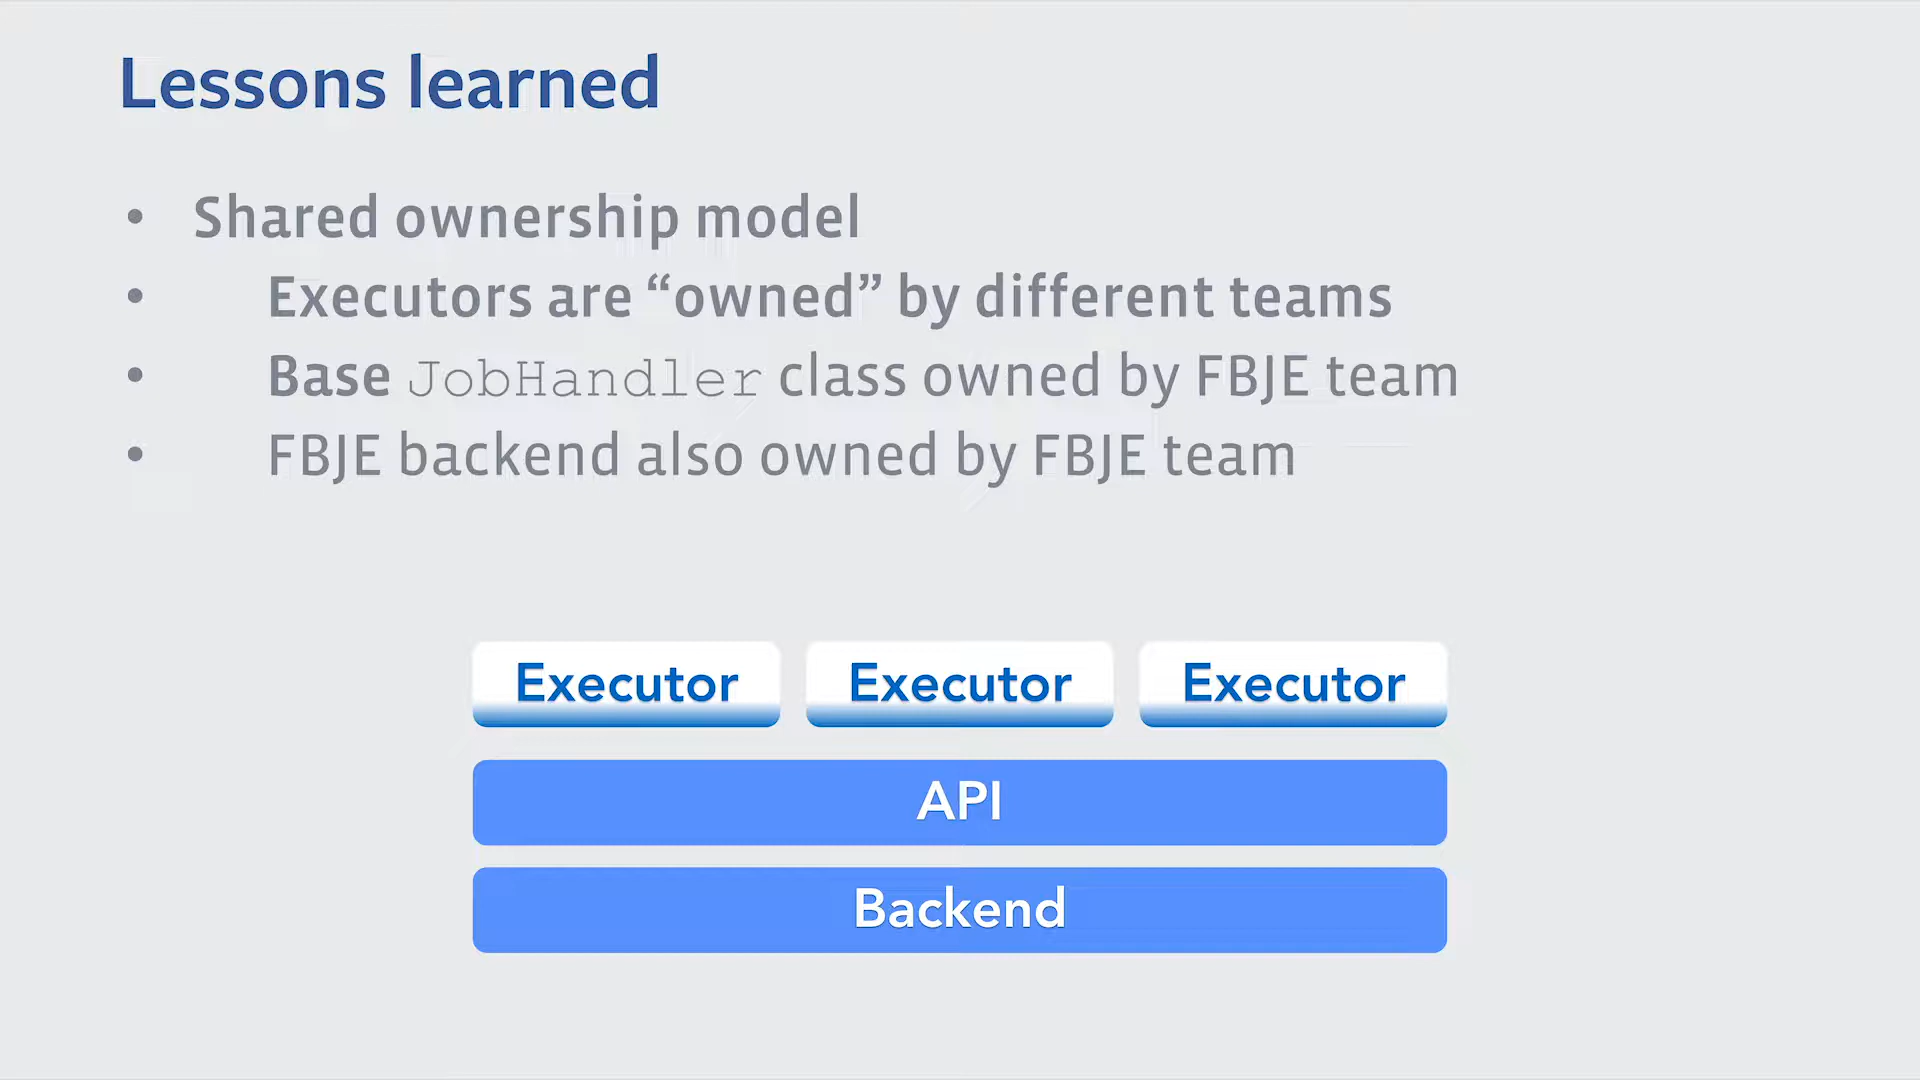 Lessons learned
• Shared ownership model
• Executors are “owned” by different teams
• Base JobHandler class owned by FBJE team
• FBJE backend also owned by FBJE team
Executor Executor Executor
API
Backend